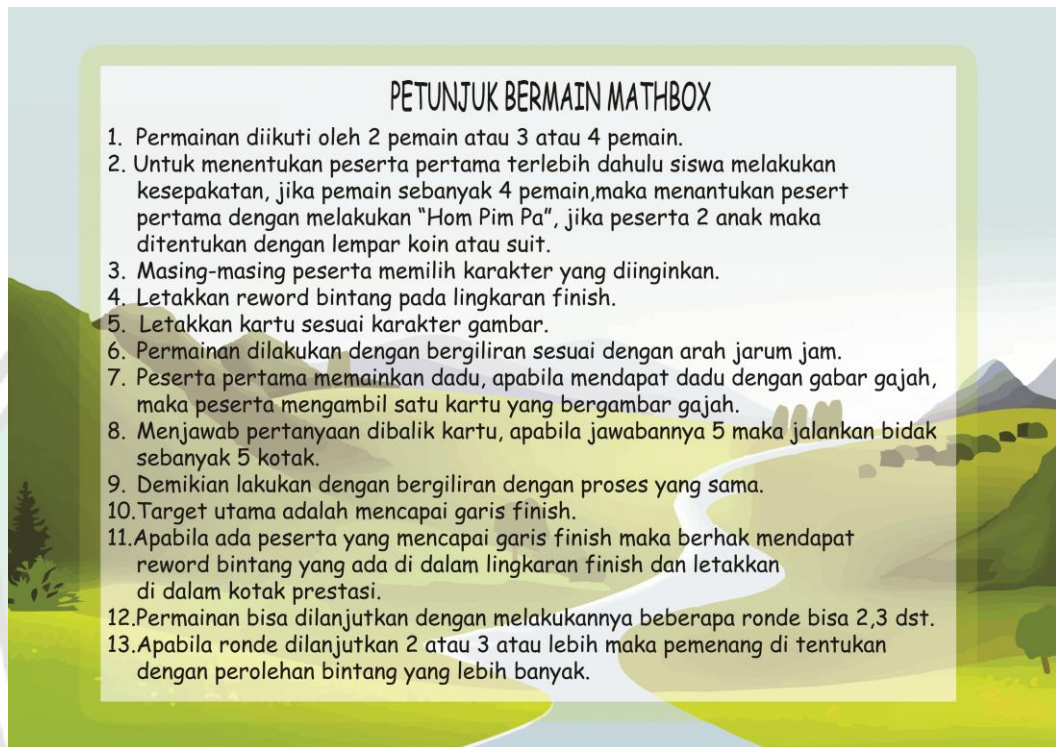 PETUNJUK BERMAIN MATHBOX
1. Permainan diikuti oleh 2 pemain atau 3 atau 4 pemain.
2. Untuk menentukan peserta pertama terlebih dahulu siswa melakukan
kesepakatan, jika pemain sebanyak 4 pemain,maka menantukan pesert
pertama dengan melakukan “Hom Pim Pa”, jika peserta 2 anak maka
ditentukan dengan lempar koin atau suit.
3. Masing-masing peserta memilih karakter yang diinginkan.
4. Letakkan reword bintang pada lingkaran finish.
5. Letakkan kartu sesuai karakter gambar.
6. Permainan dilakukan dengan bergiliran sesuai dengan arah jarum jam.
7. Peserta pertama memainkan dadu, apabila mendapat dadu dengan gabar gajah,
maka peserta mengambil satu kartu yang bergambar gajah.
8. Menjawab pertanyaan dibalik kartu, apabila jawabannya 5 maka jalankan bidak
sebanyak 5 kotak.
9. Demikian lakukan dengan bergiliran dengan proses yang sama.
10.Target utama adalah mencapai garis finish.
11.Apabila ada peserta yang mencapai garis finish maka berhak mendapat
reword bintang yang ada di dalam lingkaran finish dan letakkan
di dalam kotak prestasi.
12.Permainan bisa dilanjutkan dengan melakukannya beberapa ronde bisa 2,3 dst.
13.Apabila ronde dilanjutkan 2 atau 3 atau lebih maka pemenang di tentukan
dengan perolehan bintang yang lebih banyak.